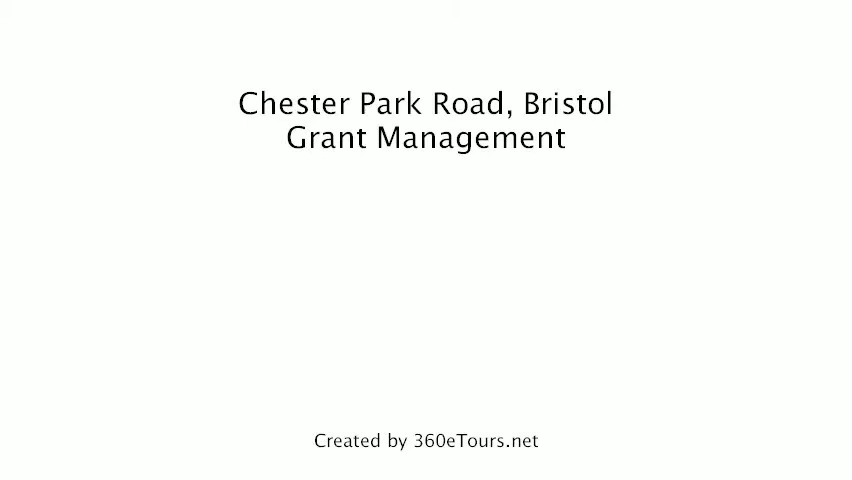 Chester Park Road, Bristol
Grant Management
Created by 360eTours.net